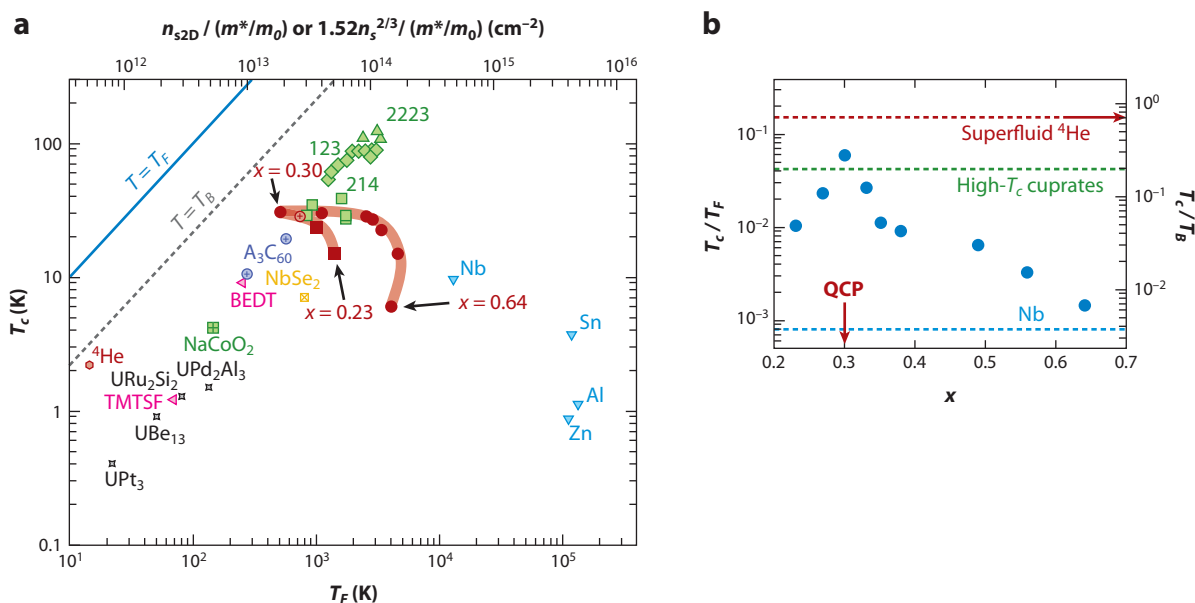 a
n_s2D / (m*/m_0) or 1.52n_s^2/3 / (m*/m_0) (cm^−2)
10^12 10^13 10^14 10^15 10^16
T_c (K)
100
10
1
0.1
T = T_F
T = T_B
2223
123
x = 0.30
214
A_3C_60
NbSe_2
Nb
BEDT
x = 0.23
x = 0.64
NaCoO_2
Sn
^4He
UPd_2Al_3
URu_2Si_2
TMTSF
Al
UBe_13
Zn
UPt_3
10^1 10^2 10^3 10^4 10^5
T_F (K)
b
T_c / T_F
10^−1
10^−2
10^−3
Superfluid ^4He
High-T_c cuprates
QCP
Nb
10^0
10^−1
10^−2
T_c / T_B
0.2 0.3 0.4 0.5 0.6 0.7
x